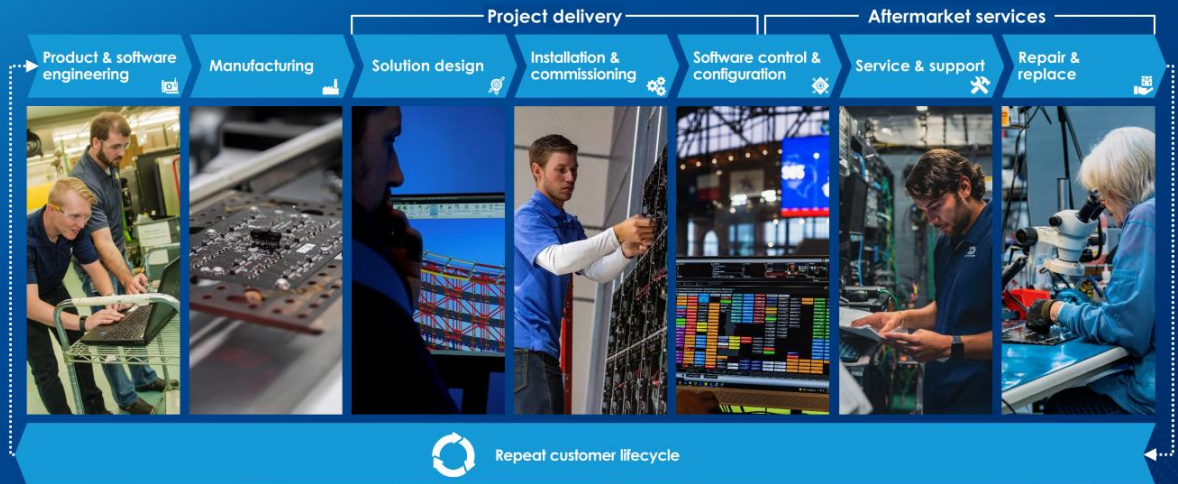 Project delivery
Aftermarket services
Product & software
engineering
Manufacturing
Solution design
Installation &
commissioning
Software control &
configuration
Service & support
Repair &
replace
Repeat customer lifecycle